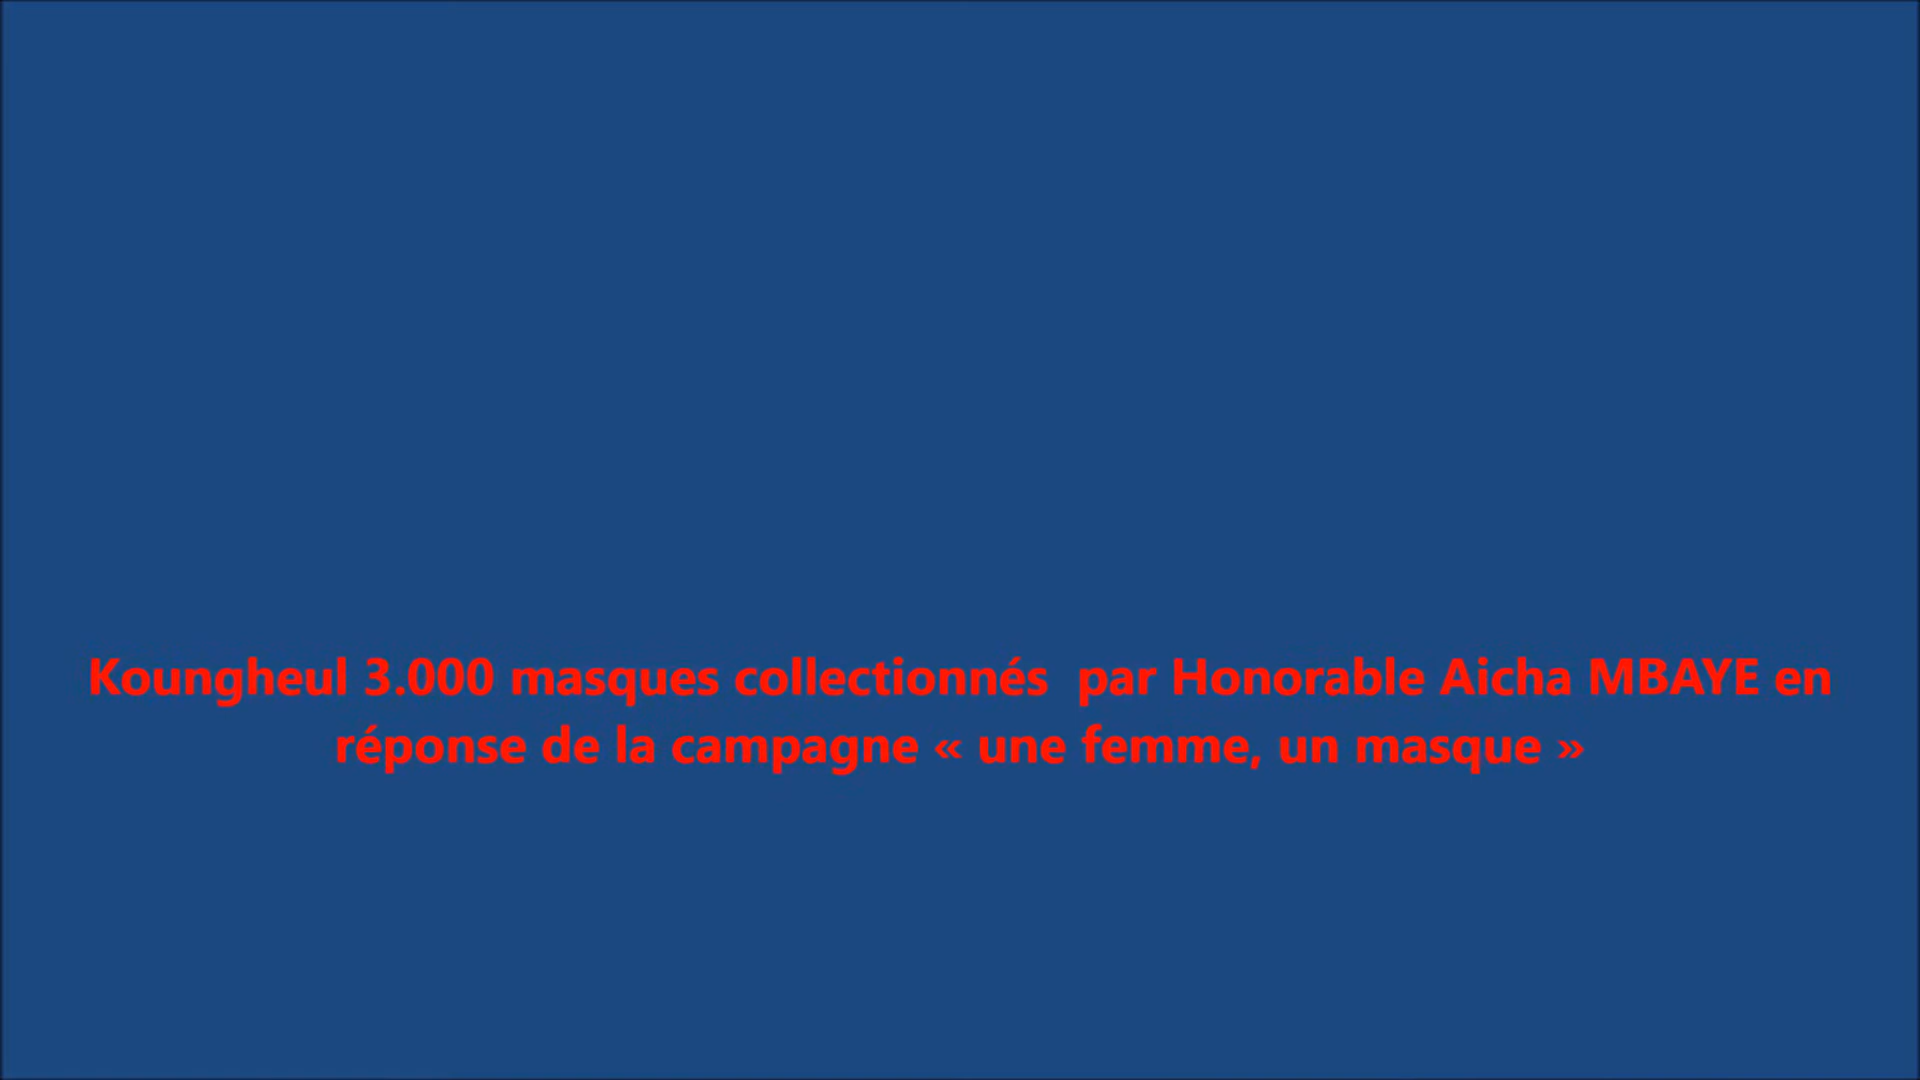 Koungheul 3.000 masques collectionnés  par Honorable Aicha MBAYE en
réponse de la campagne « une femme, un masque »